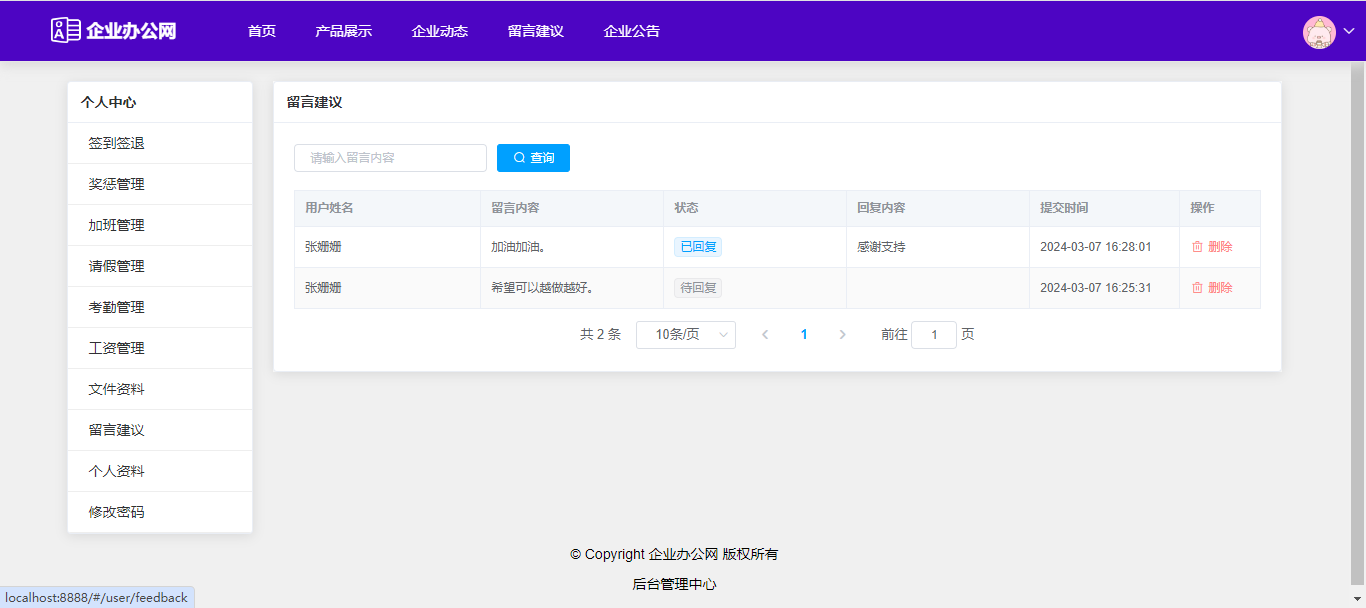 企业办公网 首页 产品展示 企业动态 留言建议 企业公告
个人中心
签到签退
奖惩管理
加班管理
请假管理
考勤管理
工资管理
文件资料
留言建议
个人资料
修改密码
留言建议
请输入留言内容 查询
用户姓名 留言内容 状态 回复内容 提交时间 操作
张姗姗 加油加油。 已回复 感谢支持 2024-03-07 16:28:01 删除
张姗姗 希望可以越做越好。 待回复 2024-03-07 16:25:31 删除
共 2 条 10条/页 1 前往 1 页
© Copyright 企业办公网 版权所有
后台管理中心
localhost:8888/#/user/feedback